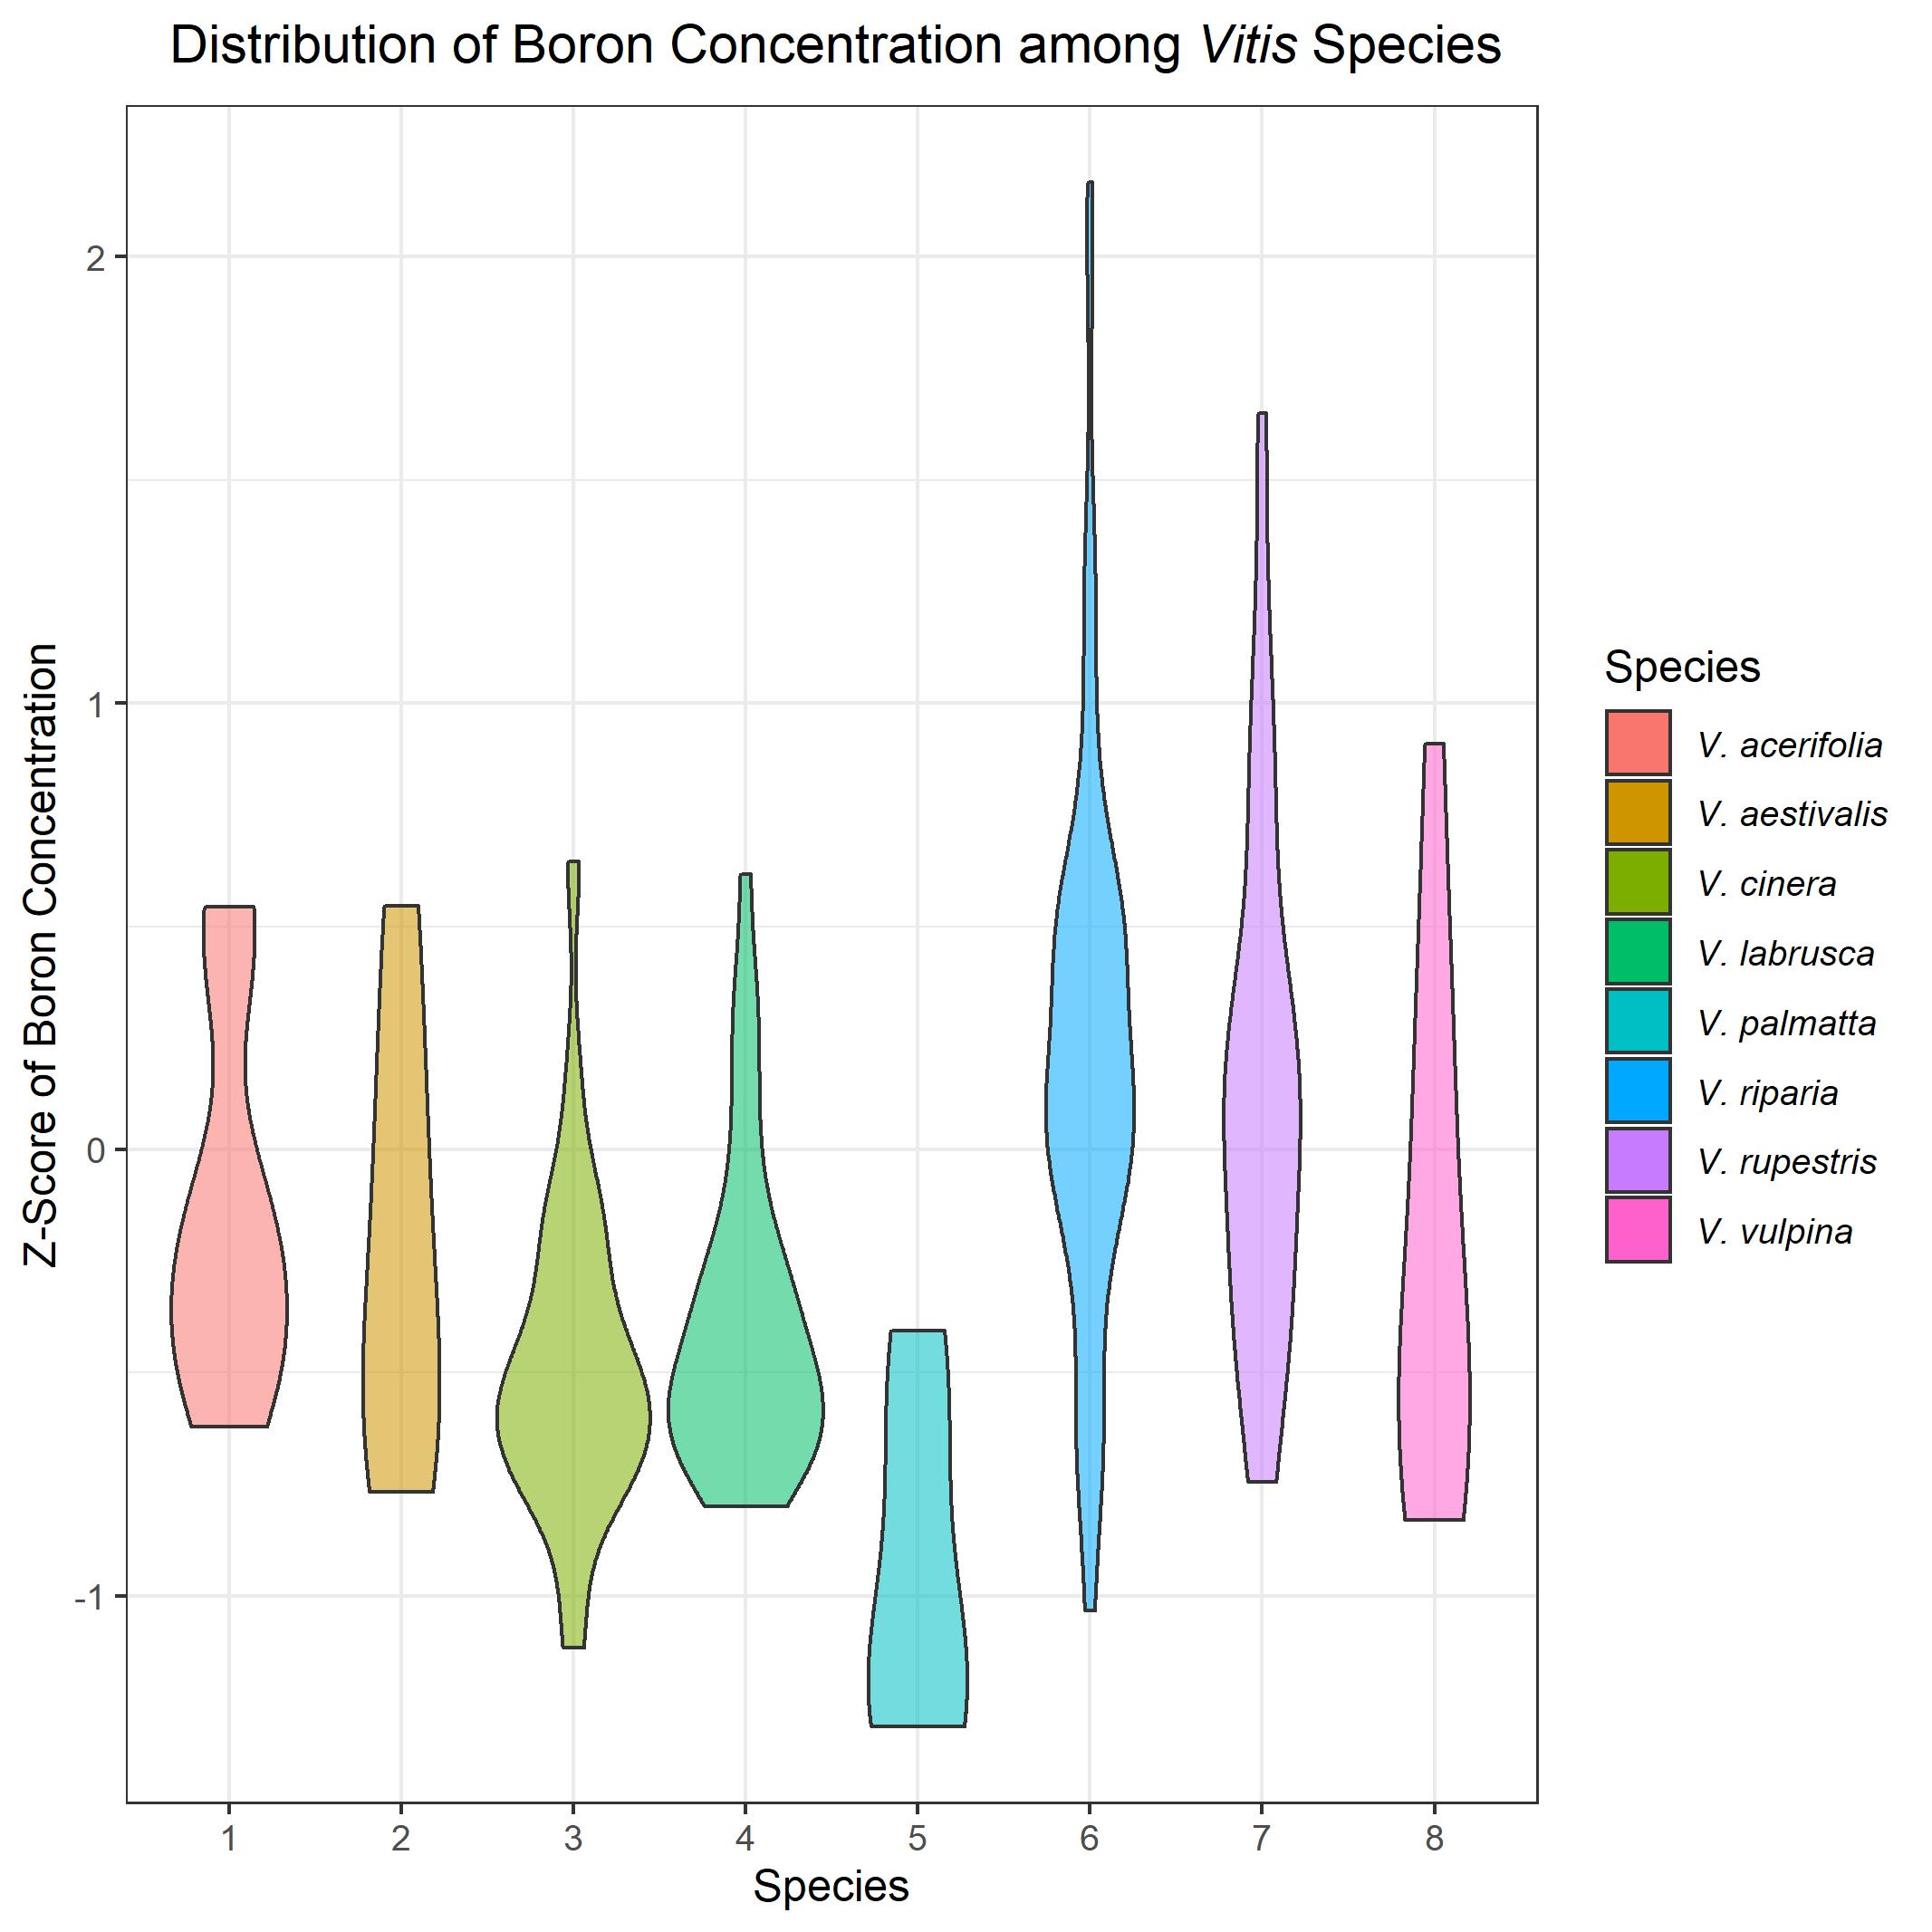 Distribution of Boron Concentration among Vitis Species
Z-Score of Boron Concentration
2
1
0
-1
1 2 3 4 5 6 7 8
Species
Species
V. acerifolia
V. aestivalis
V. cinera
V. labrusca
V. palmatta
V. riparia
V. rupestris
V. vulpina